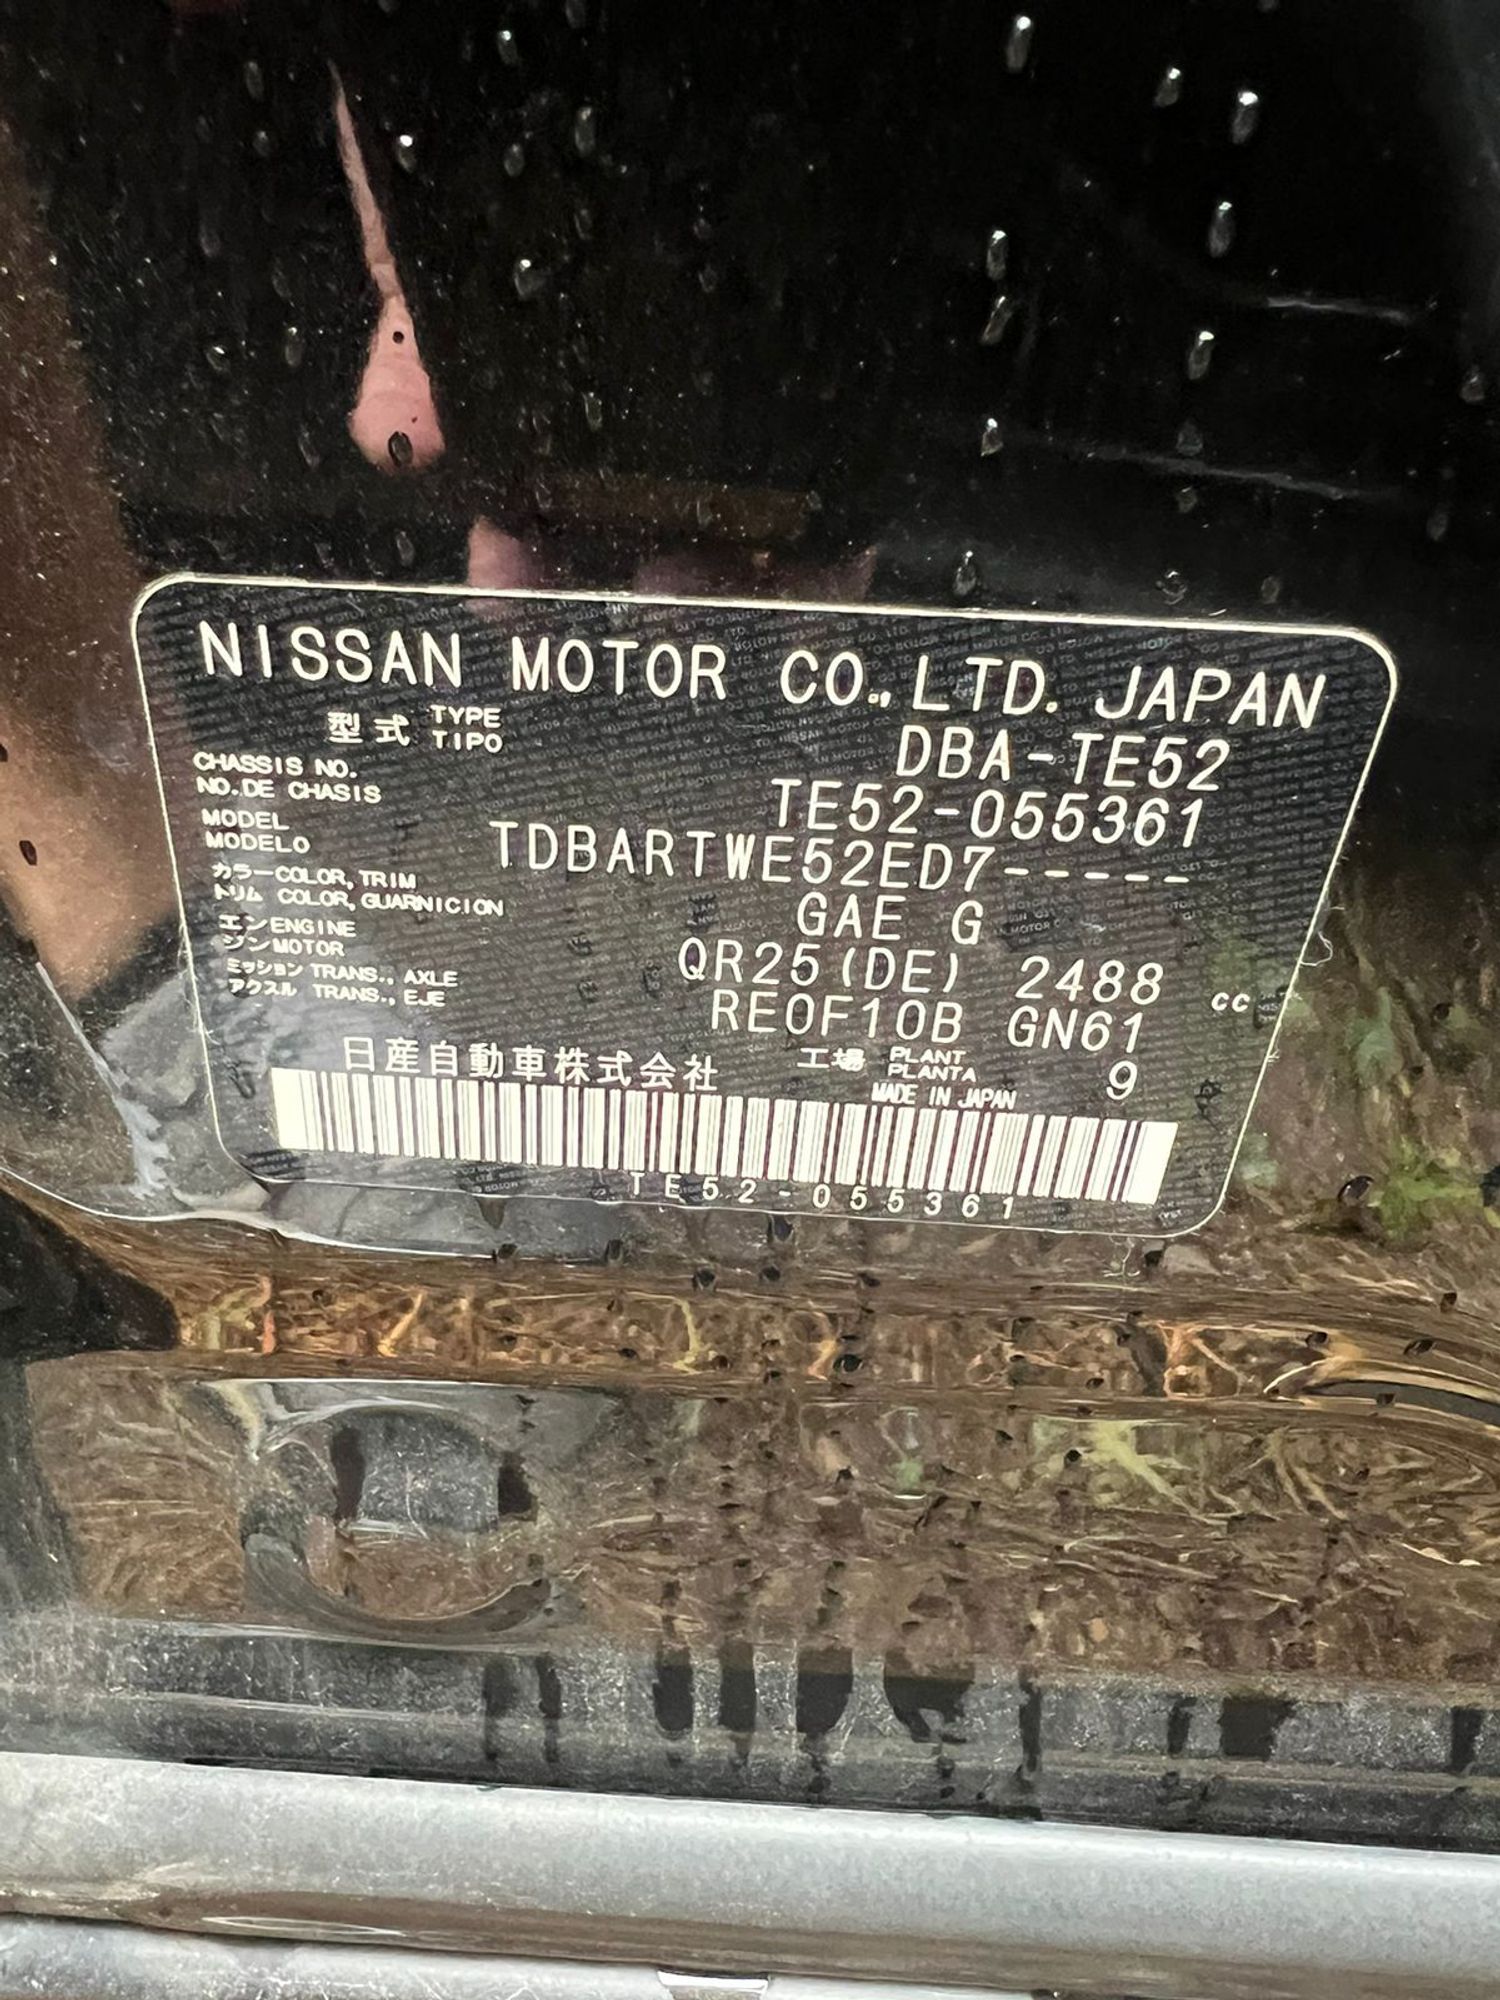 NISSAN MOTOR CO., LTD. JAPAN
型式 TYPE TIPO DBA-TE52
CHASSIS NO.
NO. DE CHASIS TE52-055361
MODEL
MODELO TDBARTWE52ED7-----
カラー COLOR, TRIM
トリム COLOR, GUARNICION GAE G
エン ENGINE
ジン MOTOR QR25(DE) 2488 cc
ミッション TRANS., AXLE
アクスル TRANS., EJE RE0F10B GN61
日産自動車株式会社 工場 PLANT PLANTA 9
MADE IN JAPAN
TE52-055361